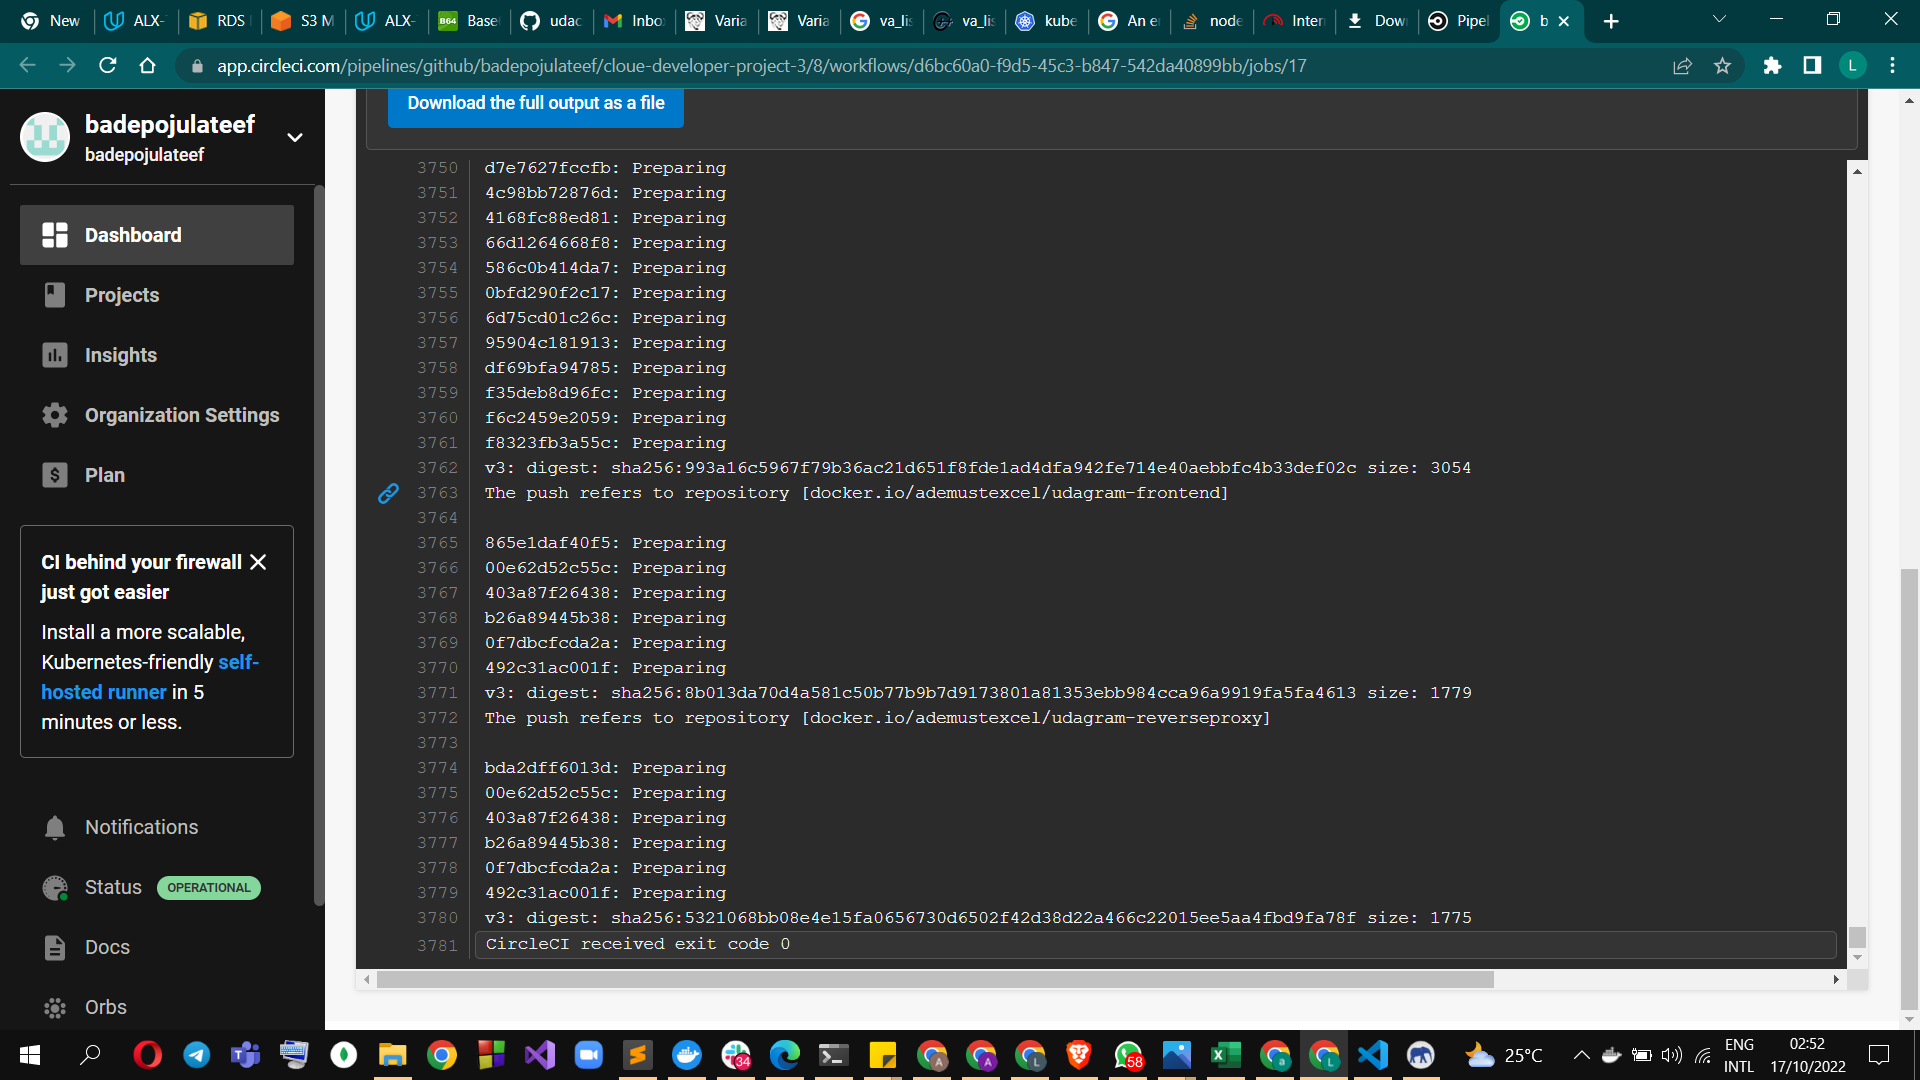 New
ALX-
RDS
S3 M
ALX-
B64
Base
udac
Inbo
Varia
Varia
va_lis
va_lis
kube
An er
node
Inter
Dow
Pipel
b
app.circleci.com/pipelines/github/badepojulateef/cloue-developer-project-3/8/workflows/d6bc60a0-f9d5-45c3-b847-542da40899bb/jobs/17
L
badepojulateef
badepojulateef
Dashboard
Projects
Insights
Organization Settings
Plan
CI behind your firewall
just got easier
Install a more scalable,
Kubernetes-friendly self-
hosted runner in 5
minutes or less.
Notifications
Status OPERATIONAL
Docs
Orbs
Download the full output as a file
3750 d7e7627fccfb: Preparing
3751 4c98bb72876d: Preparing
3752 4168fc88ed81: Preparing
3753 66d1264668f8: Preparing
3754 586c0b414da7: Preparing
3755 0bfd290f2c17: Preparing
3756 6d75cd01c26c: Preparing
3757 95904c181913: Preparing
3758 df69bfa94785: Preparing
3759 f35deb8d96fc: Preparing
3760 f6c2459e2059: Preparing
3761 f8323fb3a55c: Preparing
3762 v3: digest: sha256:993a16c5967f79b36ac21d651f8fde1ad4dfa942fe714e40aebbfc4b33def02c size: 3054
3763 The push refers to repository [docker.io/ademustexcel/udagram-frontend]
3764
3765 865e1daf40f5: Preparing
3766 00e62d52c55c: Preparing
3767 403a87f26438: Preparing
3768 b26a89445b38: Preparing
3769 0f7dbcfcda2a: Preparing
3770 492c31ac001f: Preparing
3771 v3: digest: sha256:8b013da70d4a581c50b77b9b7d9173801a81353ebb984cca96a9919fa5fa4613 size: 1779
3772 The push refers to repository [docker.io/ademustexcel/udagram-reverseproxy]
3773
3774 bda2dff6013d: Preparing
3775 00e62d52c55c: Preparing
3776 403a87f26438: Preparing
3777 b26a89445b38: Preparing
3778 0f7dbcfcda2a: Preparing
3779 492c31ac001f: Preparing
3780 v3: digest: sha256:5321068bb08e4e15fa0656730d6502f42d38d22a466c22015ee5aa4fbd9fa78f size: 1775
3781 CircleCI received exit code 0
34
58
25°C
ENG
INTL
02:52
17/10/2022